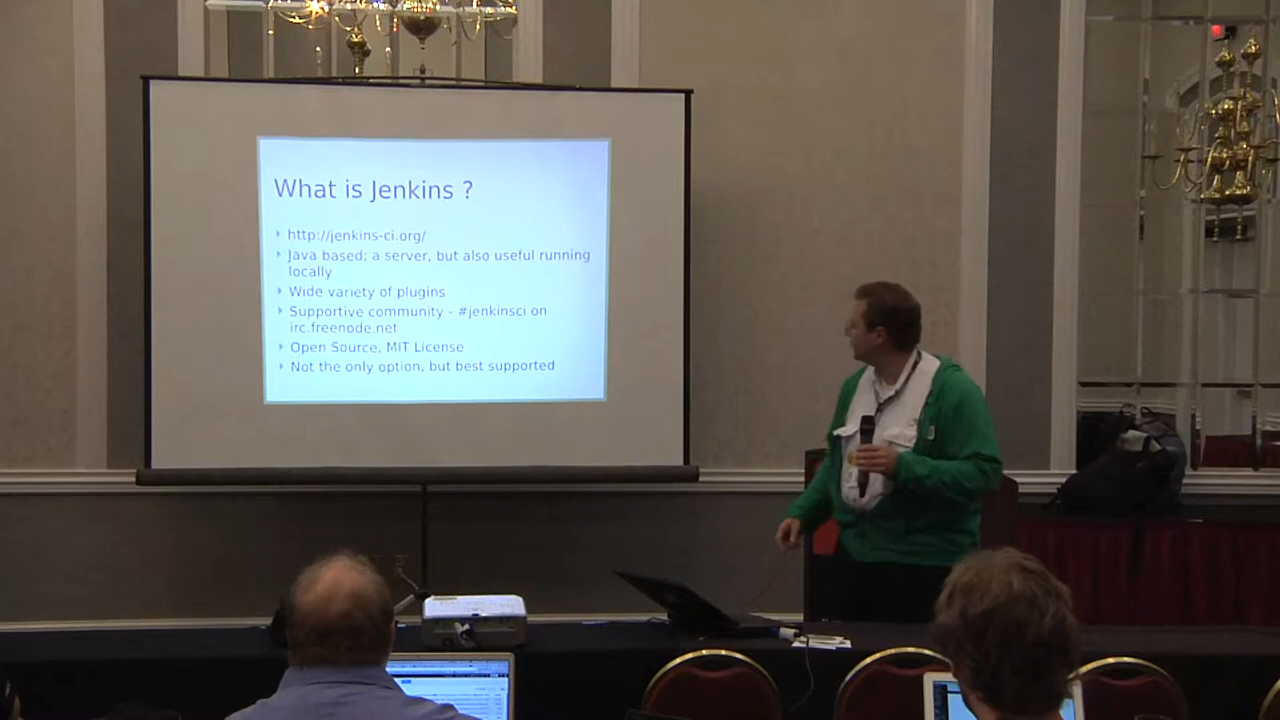 What is Jenkins ?
http://jenkins-ci.org/
Java based; a server, but also useful running
locally
Wide variety of plugins
Supportive community - #jenkinsci on
irc.freenode.net
Open Source, MIT License
Not the only option, but best supported